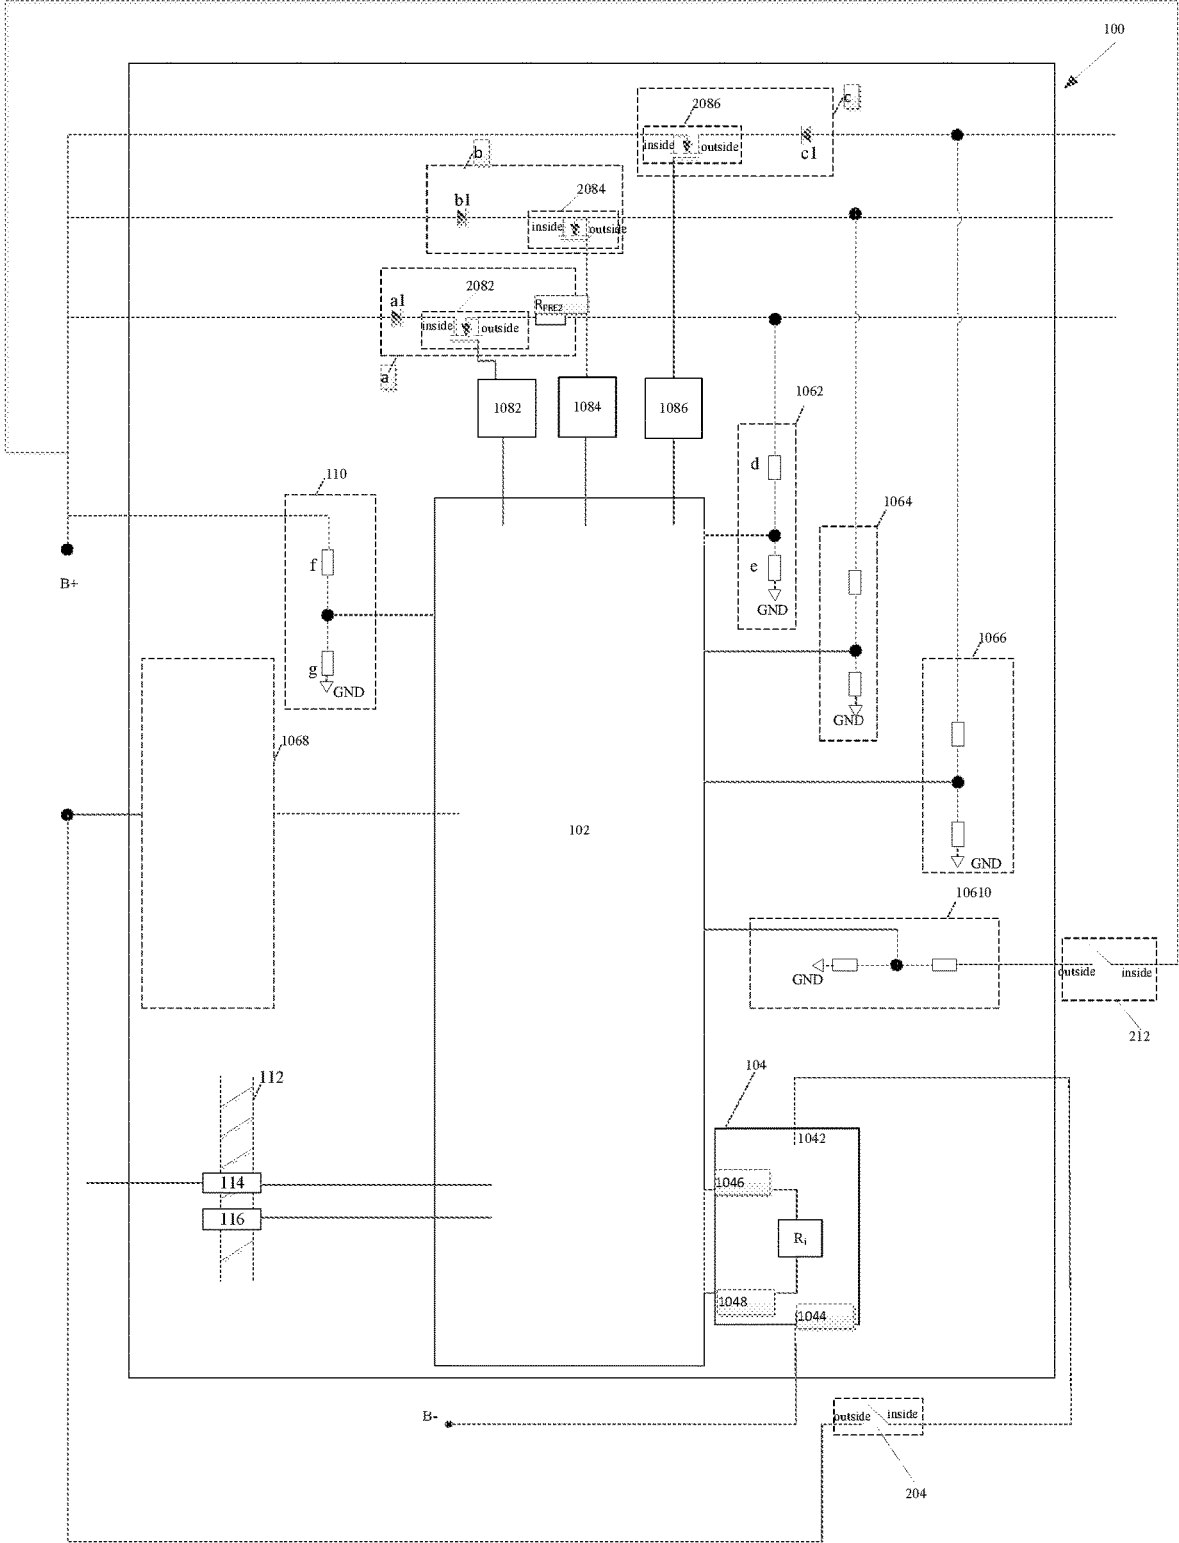 100
2086
c
inside
outside
c1
b
b1
2084
inside
outside
2082
a1
R_PRE2
inside
outside
a
1082
1084
1086
1062
d
110
1064
f
e
B+
GND
1066
g
GND
GND
1068
102
GND
10610
GND
outside
inside
212
104
112
1042
114
1046
116
R_i
1048
1044
B-
outside
inside
204